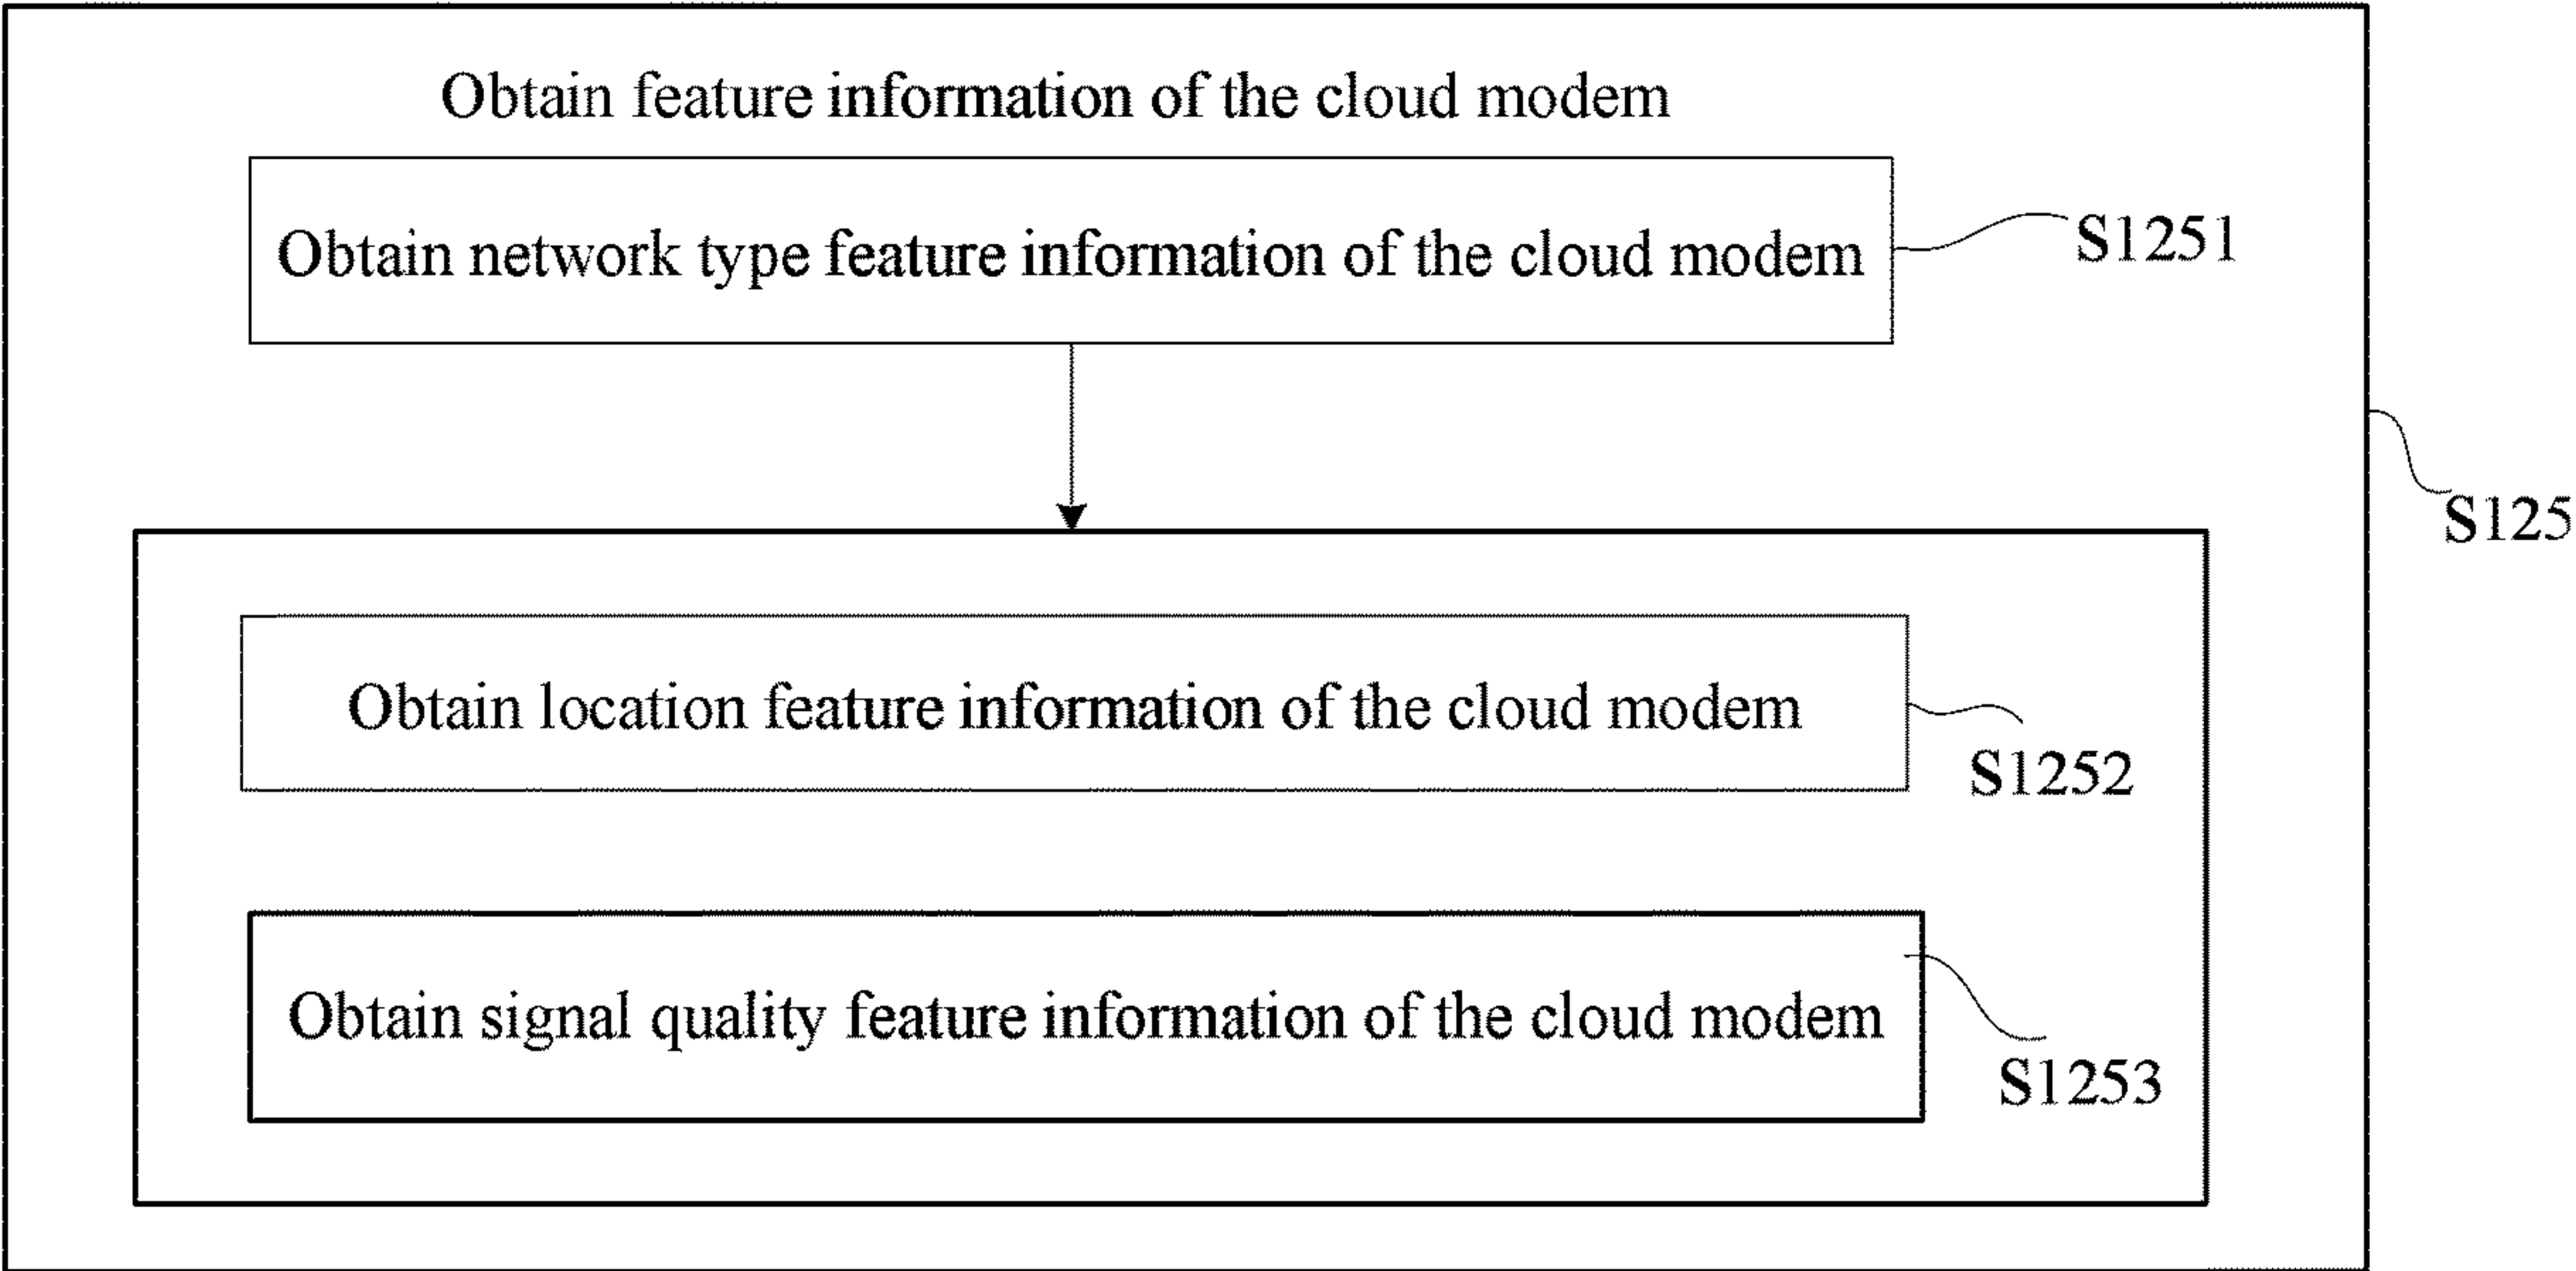 Obtain feature information of the cloud modem
Obtain network type feature information of the cloud modem
S1251
S125
Obtain location feature information of the cloud modem
S1252
Obtain signal quality feature information of the cloud modem
S1253